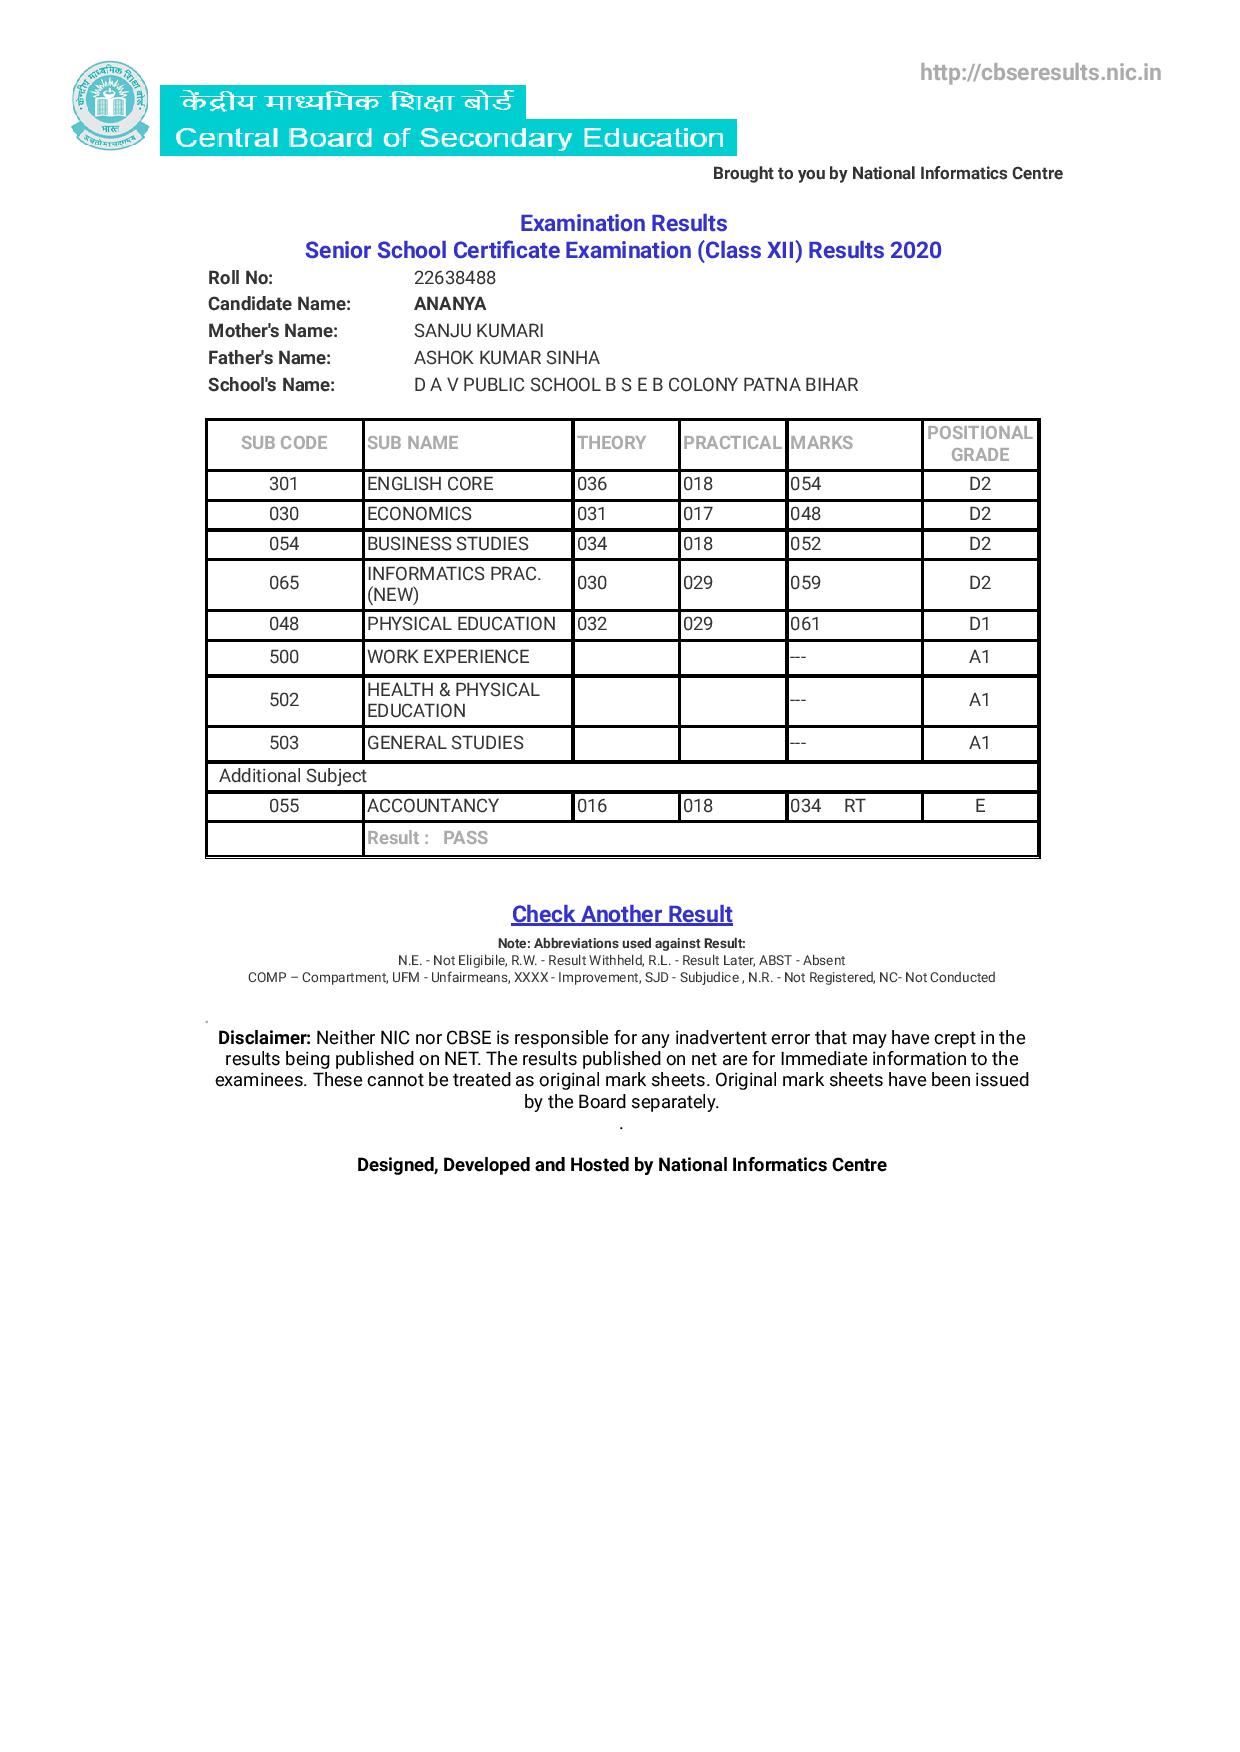 http://cbseresults.nic.in
केंद्रीय माध्यमिक शिक्षा बोर्ड
भारत
Central Board of Secondary Education
Brought to you by National Informatics Centre
Examination Results
Senior School Certificate Examination (Class XII) Results 2020
Roll No: 22638488
Candidate Name: ANANYA
Mother's Name: SANJU KUMARI
Father's Name: ASHOK KUMAR SINHA
School's Name: D A V PUBLIC SCHOOL B S E B COLONY PATNA BIHAR
SUB CODE SUB NAME THEORY PRACTICAL MARKS POSITIONAL
GRADE
301 ENGLISH CORE 036 018 054 D2
030 ECONOMICS 031 017 048 D2
054 BUSINESS STUDIES 034 018 052 D2
065 INFORMATICS PRAC.
(NEW) 030 029 059 D2
048 PHYSICAL EDUCATION 032 029 061 D1
500 WORK EXPERIENCE --- A1
502 HEALTH & PHYSICAL
EDUCATION --- A1
503 GENERAL STUDIES --- A1
Additional Subject
055 ACCOUNTANCY 016 018 034 RT E
Result : PASS
Check Another Result
Note: Abbreviations used against Result:
N.E. - Not Eligibile, R.W. - Result Withheld, R.L. - Result Later, ABST - Absent
COMP – Compartment, UFM - Unfairmeans, XXXX - Improvement, SJD - Subjudice , N.R. - Not Registered, NC- Not Conducted
.
Disclaimer: Neither NIC nor CBSE is responsible for any inadvertent error that may have crept in the
results being published on NET. The results published on net are for Immediate information to the
examinees. These cannot be treated as original mark sheets. Original mark sheets have been issued
by the Board separately.
.
Designed, Developed and Hosted by National Informatics Centre